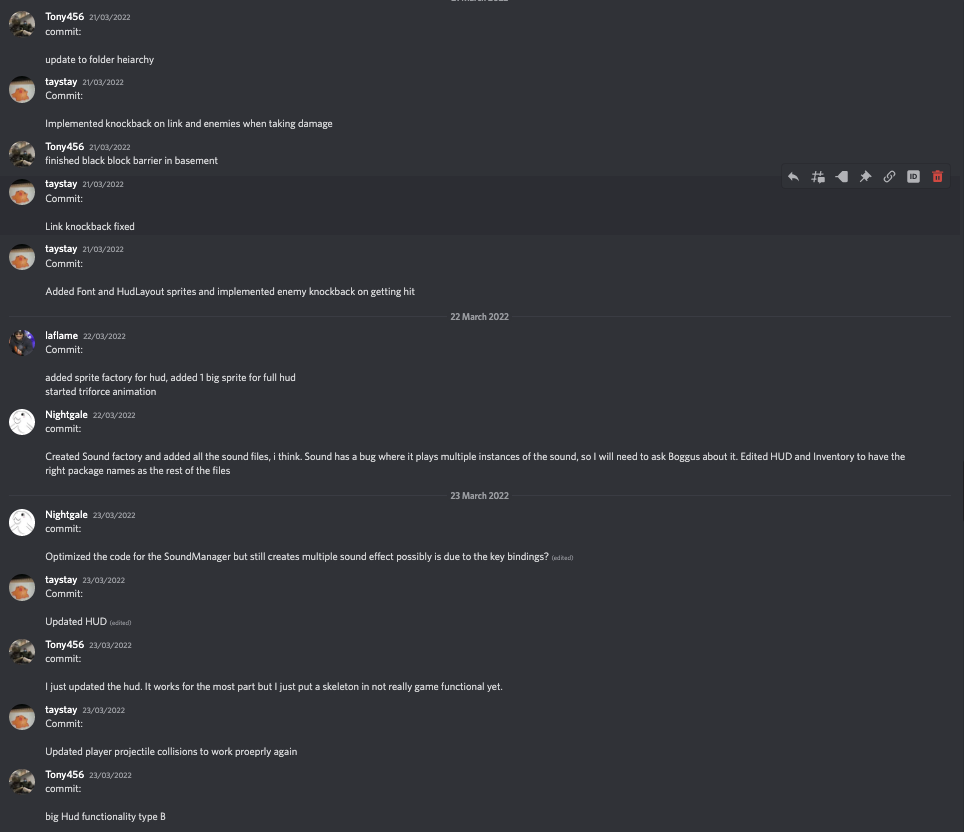 Tony456 21/03/2022
commit:
update to folder heiarchy
taystay 21/03/2022
Commit:
Implemented knockback on link and enemies when taking damage
Tony456 21/03/2022
finished black block barrier in basement
taystay 21/03/2022
Commit:
Link knockback fixed
ID
taystay 21/03/2022
Commit:
Added Font and HudLayout sprites and implemented enemy knockback on getting hit
22 March 2022
laflame 22/03/2022
Commit:
added sprite factory for hud, added 1 big sprite for full hud
started triforce animation
Nightgale 22/03/2022
commit:
Created Sound factory and added all the sound files, i think. Sound has a bug where it plays multiple instances of the sound, so I will need to ask Boggus about it. Edited HUD and Inventory to have the
right package names as the rest of the files
23 March 2022
Nightgale 23/03/2022
commit:
Optimized the code for the SoundManager but still creates multiple sound effect possibly is due to the key bindings? (edited)
taystay 23/03/2022
Commit:
Updated HUD (edited)
Tony456 23/03/2022
commit:
I just updated the hud. It works for the most part but I just put a skeleton in not really game functional yet.
taystay 23/03/2022
Commit:
Updated player projectile collisions to work proeprly again
Tony456 23/03/2022
commit:
big Hud functionality type B